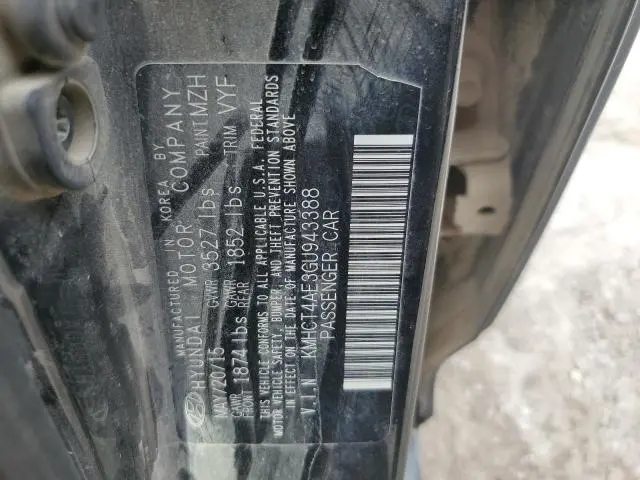 MANUFACTURED IN KOREA BY
HYUNDAI MOTOR COMPANY
MAY/20/15 GVWR 3527 lbs PAINT MZH
GAWR FRON 1874 lbs GAWR REAR 1852 lbs TRIM VYF
THIS VEHICLE CONFORMS TO ALL APPLICABLE U.S.A. FEDERAL
MOTOR VEHICLE SAFETY, BUMPER, AND THEFT PREVENTION STANDARDS
IN EFFECT ON THE DATE OF MANUFACTURE SHOWN ABOVE
V.I.N KMHCT4AE3GU943388
PASSENGER CAR